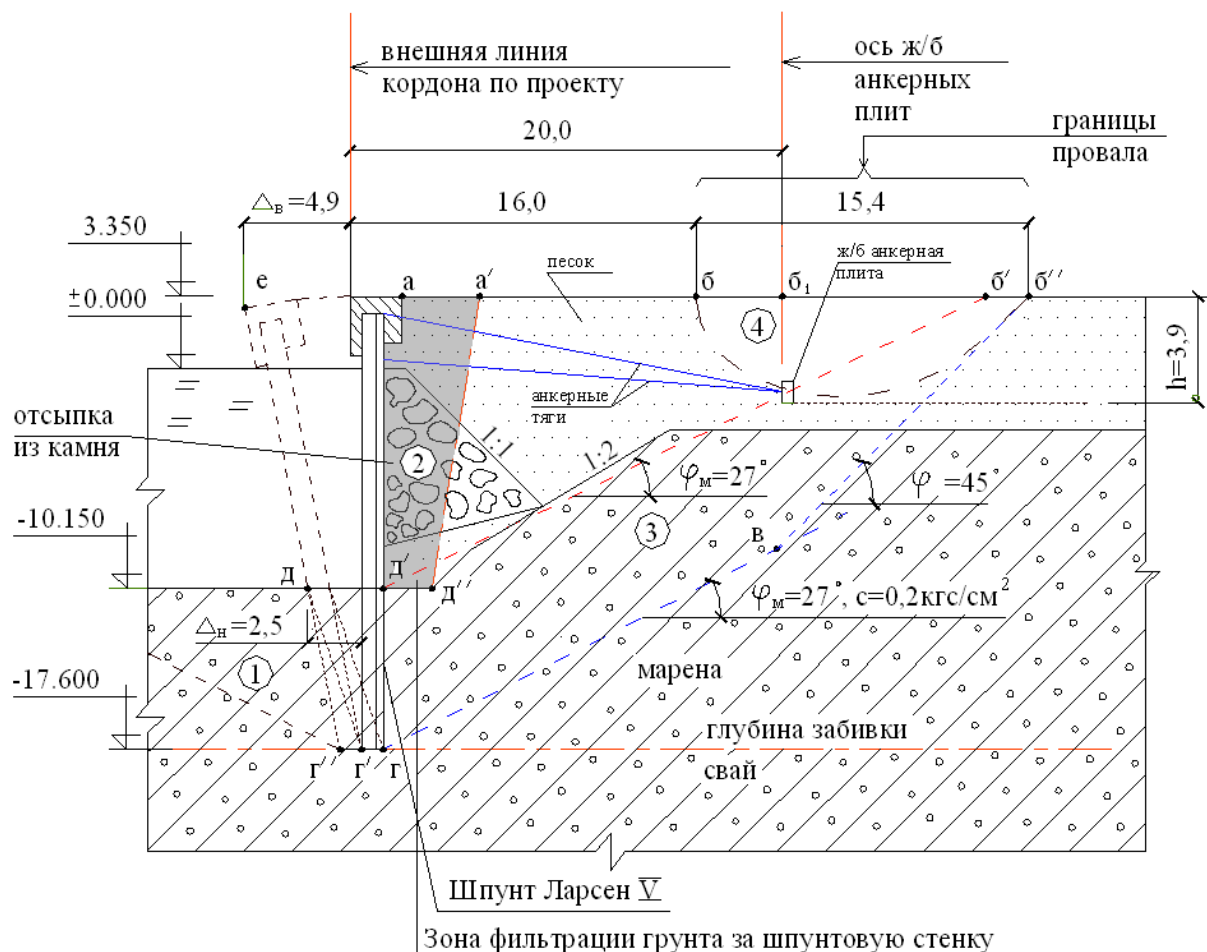 внешняя линия
кордона по проекту
ось ж/б
анкерных
плит
границы
провала
20,0
△в =4,9
16,0
15,4
3.350
±0.000
е
а
а′
песок
б
б₁
ж/б анкерная
плита
б′
б′′
4
h=3,9
анкерные
тяги
отсыпка
из камня
1:1
1:2
2
φм=27°
φ =45°
3
-10.150
в
д
д′
д′′
φм=27°, с=0,2кгс/см²
△н=2,5
1
марена
-17.600
глубина забивки
свай
г′′
г′
г
Шпунт Ларсен V
Зона фильтрации грунта за шпунтовую стенку